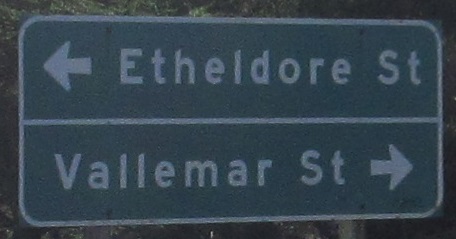 ← Etheldore St
Vallemar St →